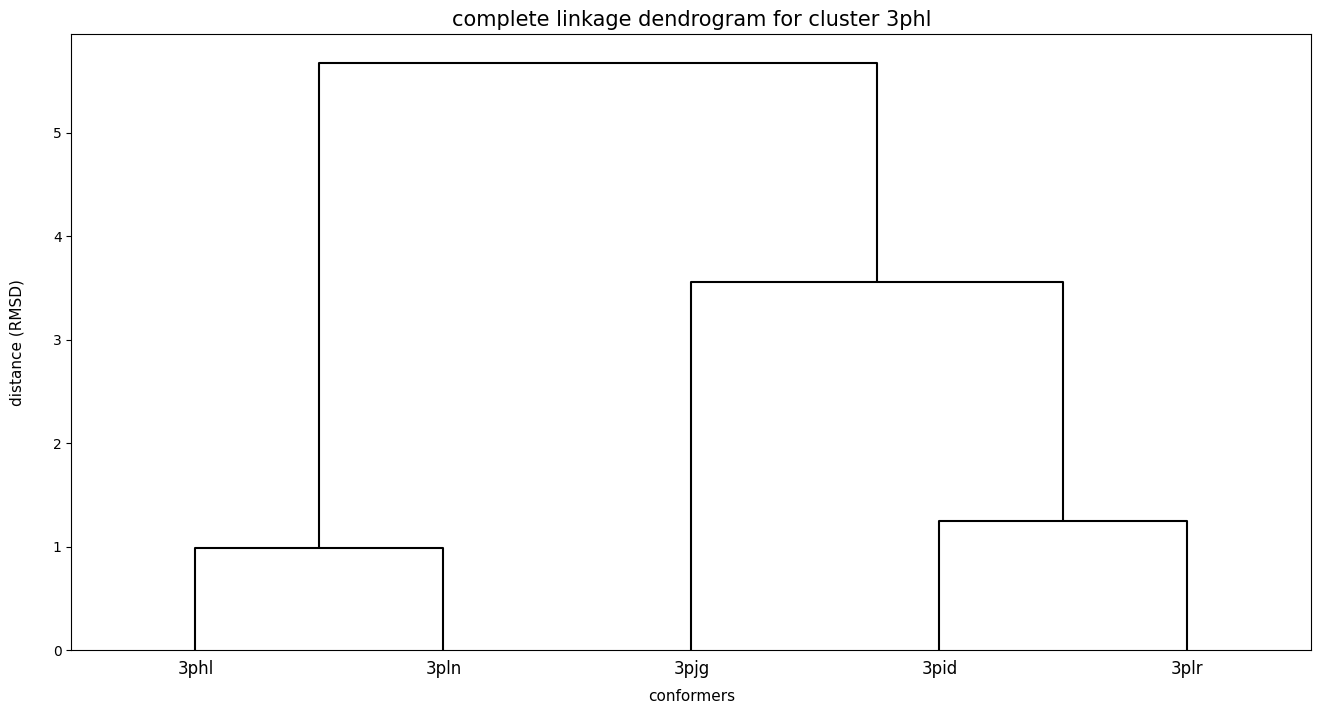 complete linkage dendrogram for cluster 3phl
5
4
3
2
1
0
distance (RMSD)
3phl 3pln 3pjg 3pid 3plr
conformers